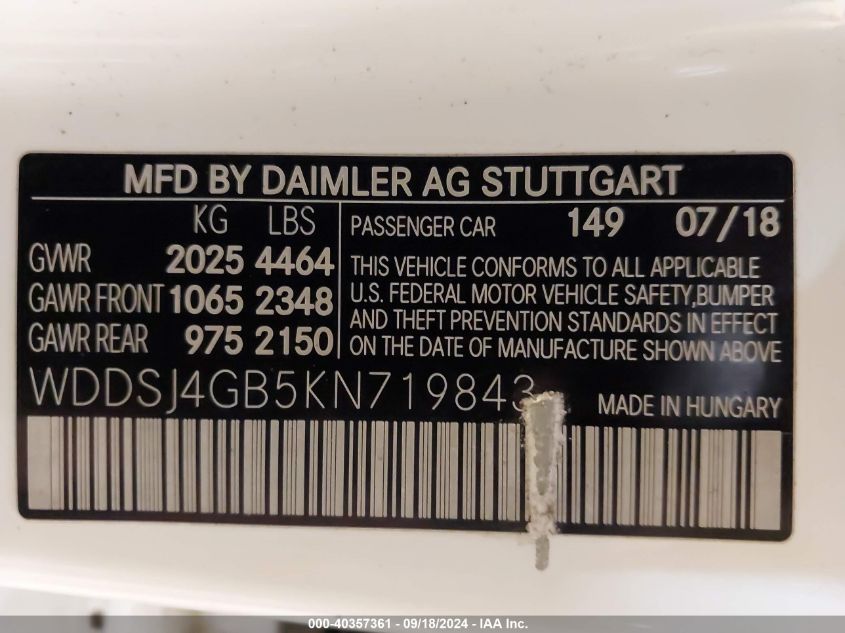 MFD BY DAIMLER AG STUTTGART
KG LBS
GVWR 2025 4464
GAWR FRONT 1065 2348
GAWR REAR 975 2150
PASSENGER CAR 149 07/18
THIS VEHICLE CONFORMS TO ALL APPLICABLE
U.S. FEDERAL MOTOR VEHICLE SAFETY,BUMPER
AND THEFT PREVENTION STANDARDS IN EFFECT
ON THE DATE OF MANUFACTURE SHOWN ABOVE
WDDSJ4GB5KN719843
MADE IN HUNGARY
000-40357361 - 09/18/2024 - IAA Inc.